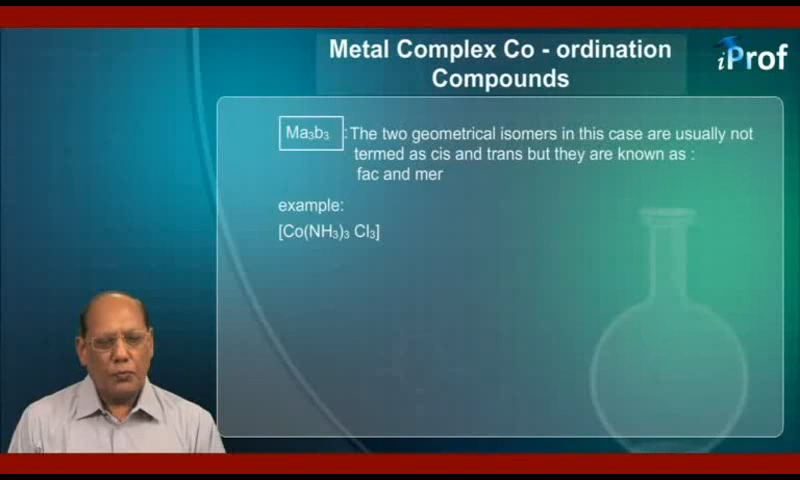 Metal Complex Co - ordination
Compounds
iProf
Ma₃b₃ : The two geometrical isomers in this case are usually not
termed as cis and trans but they are known as :
fac and mer
example:
[Co(NH₃)₃ Cl₃]